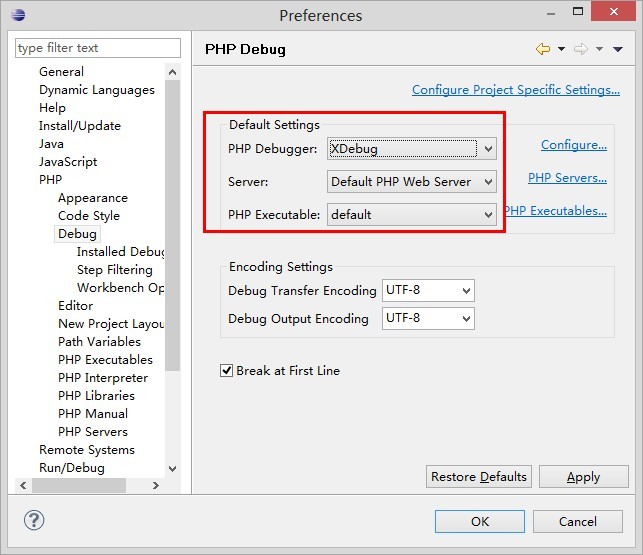 Preferences
type filter text
General
Dynamic Languages
Help
Install/Update
Java
JavaScript
PHP
Appearance
Code Style
Debug
Installed Debug
Step Filtering
Workbench Op
Editor
New Project Layou
Path Variables
PHP Executables
PHP Interpreter
PHP Libraries
PHP Manual
PHP Servers
Remote Systems
Run/Debug
PHP Debug
Configure Project Specific Settings...
Default Settings
PHP Debugger: XDebug Configure...
Server: Default PHP Web Server PHP Servers...
PHP Executable: default PHP Executables...
Encoding Settings
Debug Transfer Encoding UTF-8
Debug Output Encoding UTF-8
Break at First Line
Restore Defaults Apply
? OK Cancel